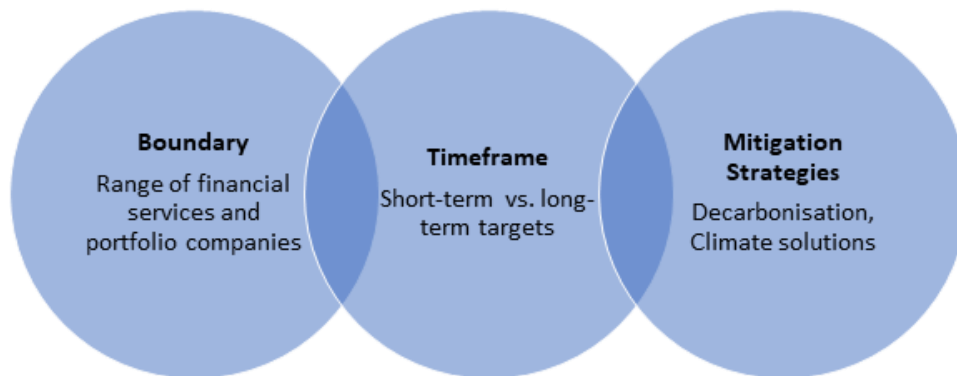 Boundary
Range of financial
services and
portfolio companies
Timeframe
Short-term vs. long-
term targets
Mitigation
Strategies
Decarbonisation,
Climate solutions